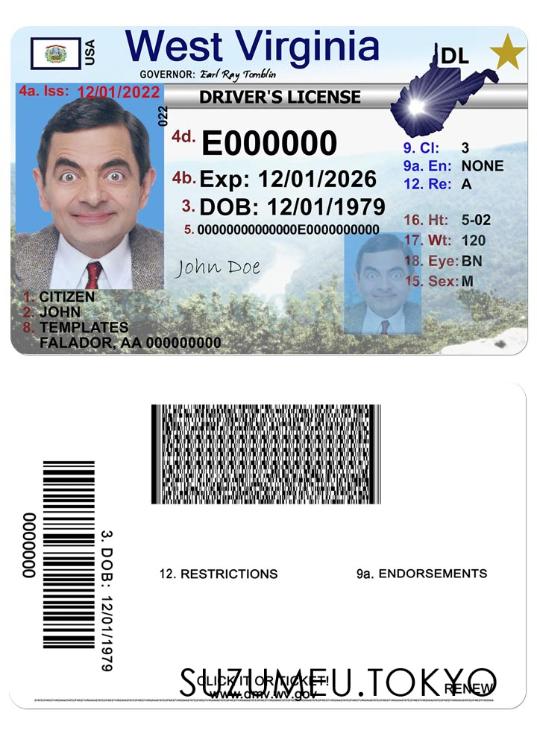 USA
West Virginia
DL
GOVERNOR: Earl Ray Tomblin
4a. Iss: 12/01/2022
DRIVER'S LICENSE
022
4d. E000000
4b. Exp: 12/01/2026
3. DOB: 12/01/1979
5. 00000000000000E0000000000
9. Cl: 3
9a. En: NONE
12. Re: A
16. Ht: 5-02
17. Wt: 120
18. Eye: BN
15. Sex: M
John Doe
1. CITIZEN
2. JOHN
8. TEMPLATES
FALADOR, AA 000000000
0000000
3. DOB: 12/01/1979
12. RESTRICTIONS
9a. ENDORSEMENTS
CLICK IT OR TICKET!
SUZUMEU.TOKYO
www.dmv.wv.gov
RENEW